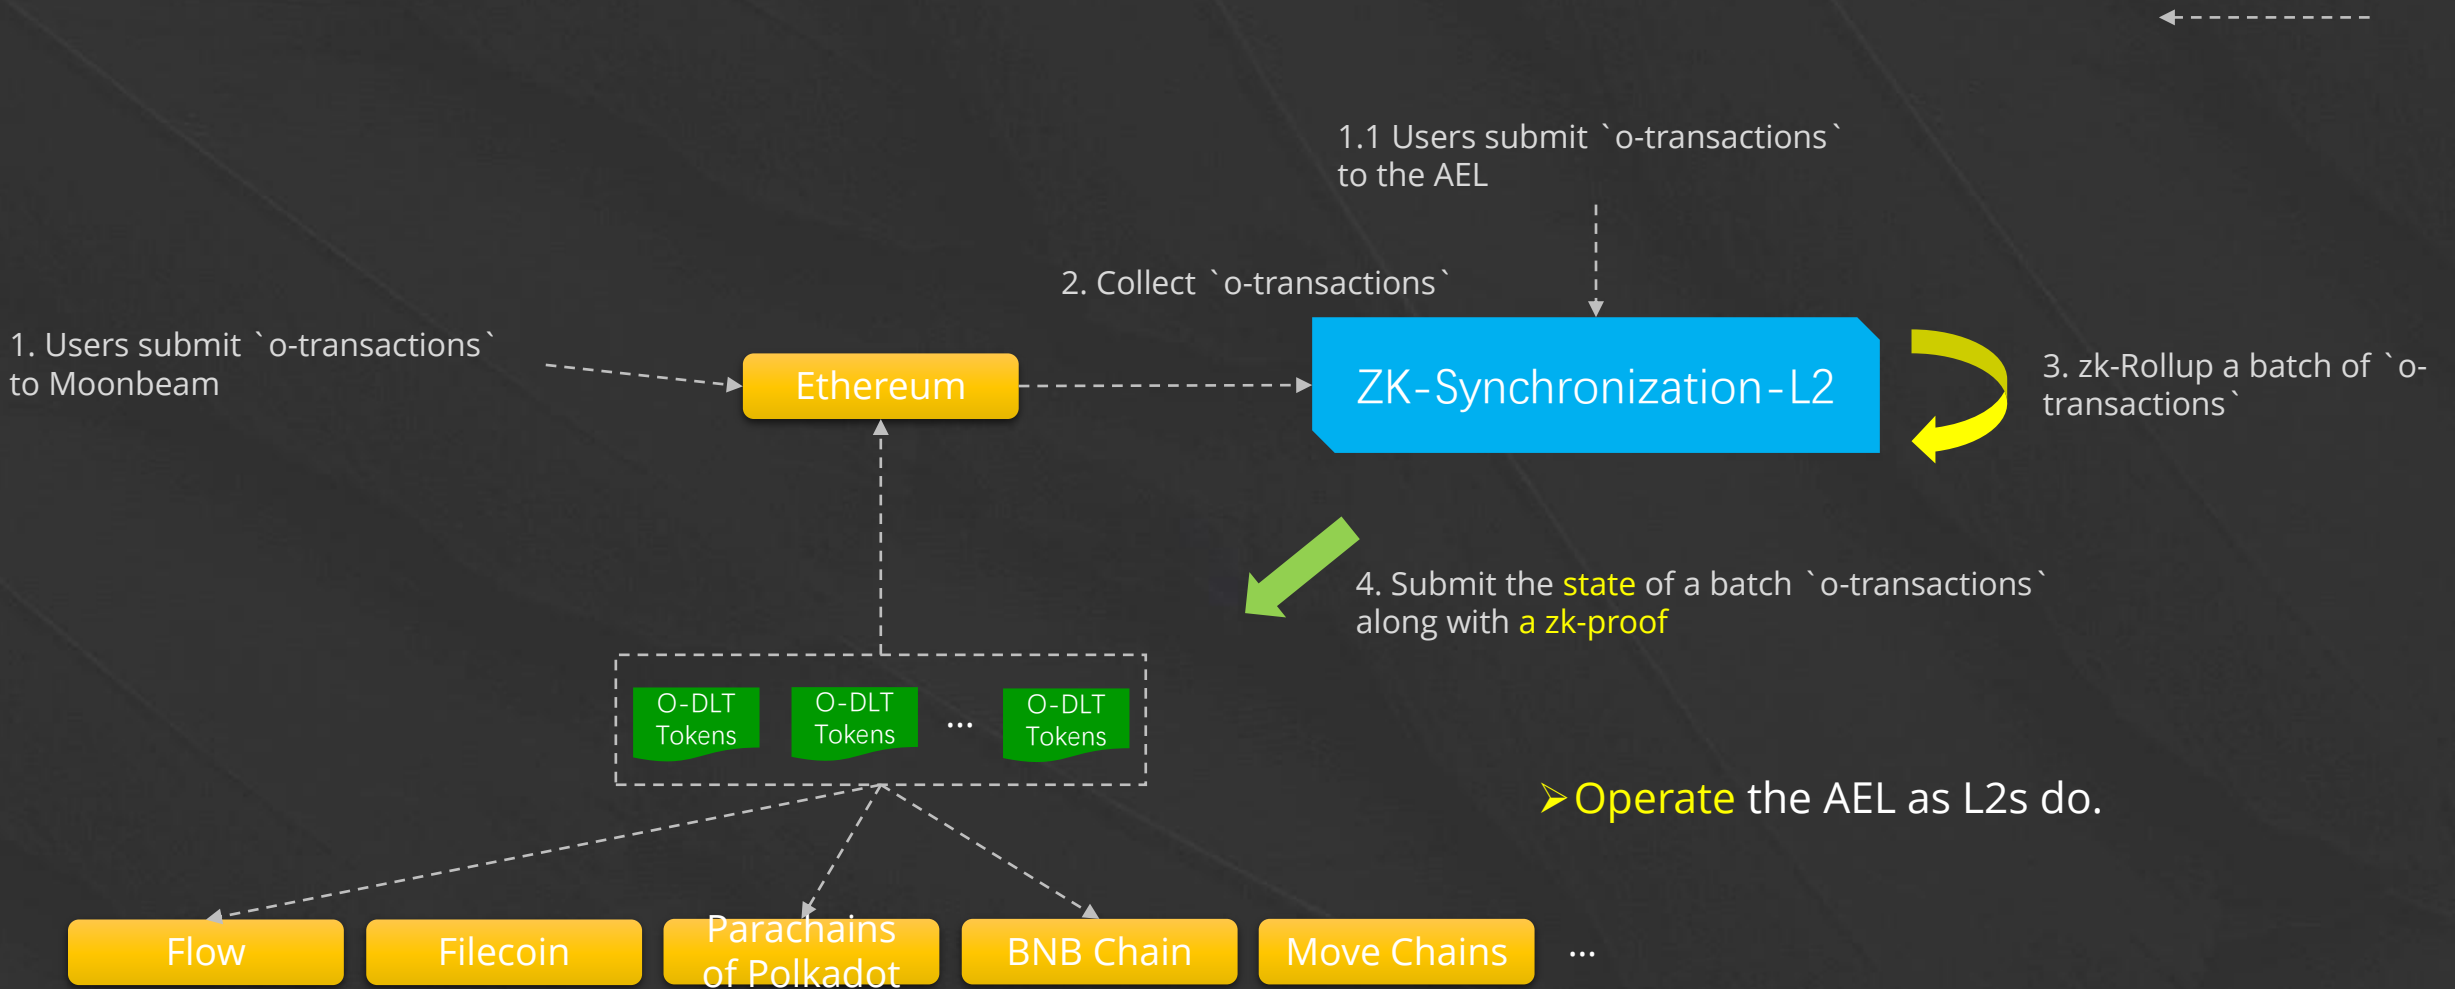 1.1 Users submit `o-transactions`
to the AEL
2. Collect `o-transactions`
1. Users submit `o-transactions`
to Moonbeam
Ethereum
ZK-Synchronization-L2
3. zk-Rollup a batch of `o-
transactions`
4. Submit the state of a batch `o-transactions`
along with a zk-proof
O-DLT
Tokens
O-DLT
Tokens
...
O-DLT
Tokens
➢Operate the AEL as L2s do.
Flow
Filecoin
Parachains
of Polkadot
BNB Chain
Move Chains
...